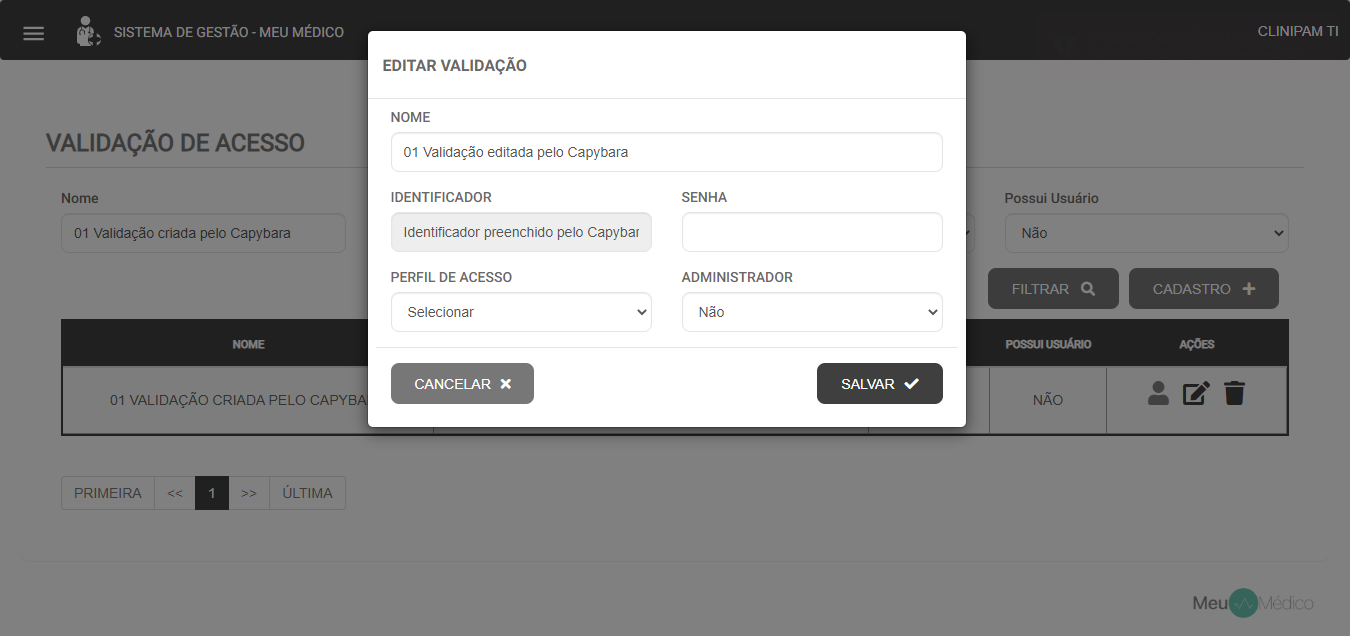 SISTEMA DE GESTÃO - MEU MÉDICO
CLINIPAM TI
EDITAR VALIDAÇÃO
NOME
01 Validação editada pelo Capybara
IDENTIFICADOR
SENHA
Identificador preenchido pelo Capybar
PERFIL DE ACESSO
ADMINISTRADOR
Selecionar
Não
CANCELAR
SALVAR
VALIDAÇÃO DE ACESSO
Nome
Possui Usuário
01 Validação criada pelo Capybara
Não
FILTRAR
CADASTRO
NOME
POSSUI USUÁRIO
AÇÕES
01 VALIDAÇÃO CRIADA PELO CAPYBA
NÃO
PRIMEIRA << 1 >> ÚLTIMA
Meu Médico